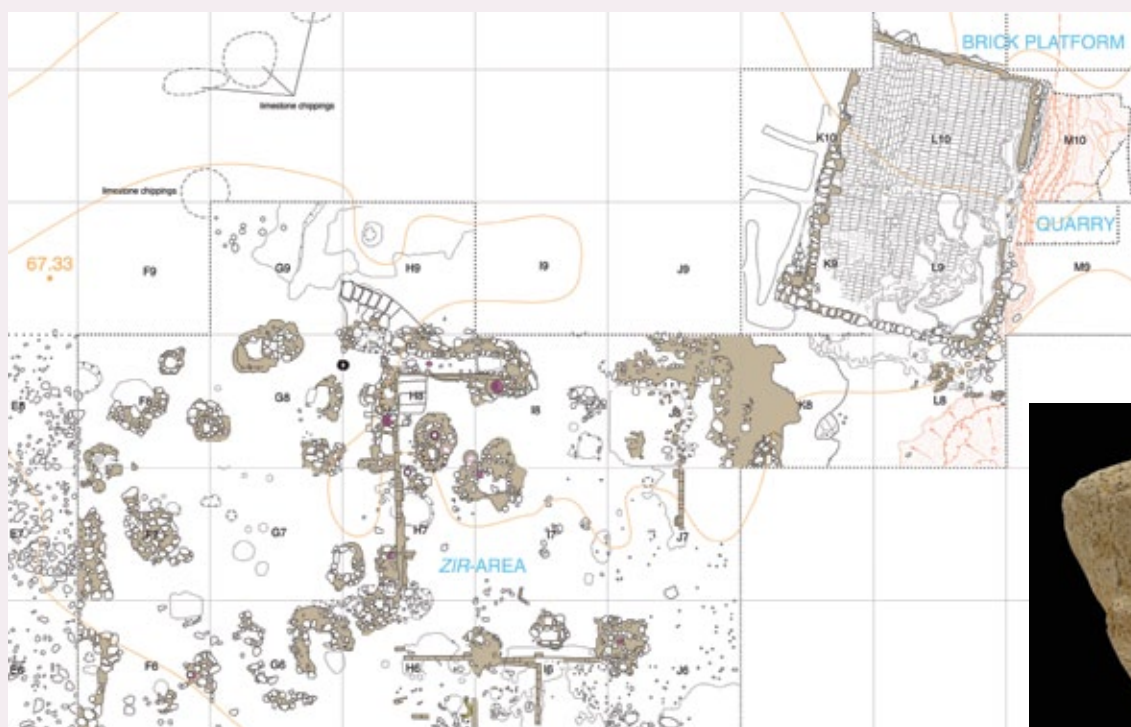 BRICK PLATFORM
limestone chippings
K10
L10
M10
limestone chippings
QUARRY
67.33
F9
G9
H9
I9
J9
K9
L9
M9
E8
F8
G8
H8
I8
J8
K8
L8
E7
F7
G7
H7
I7
J7
ZIR-AREA
E6
F6
G6
H6
I6
J6